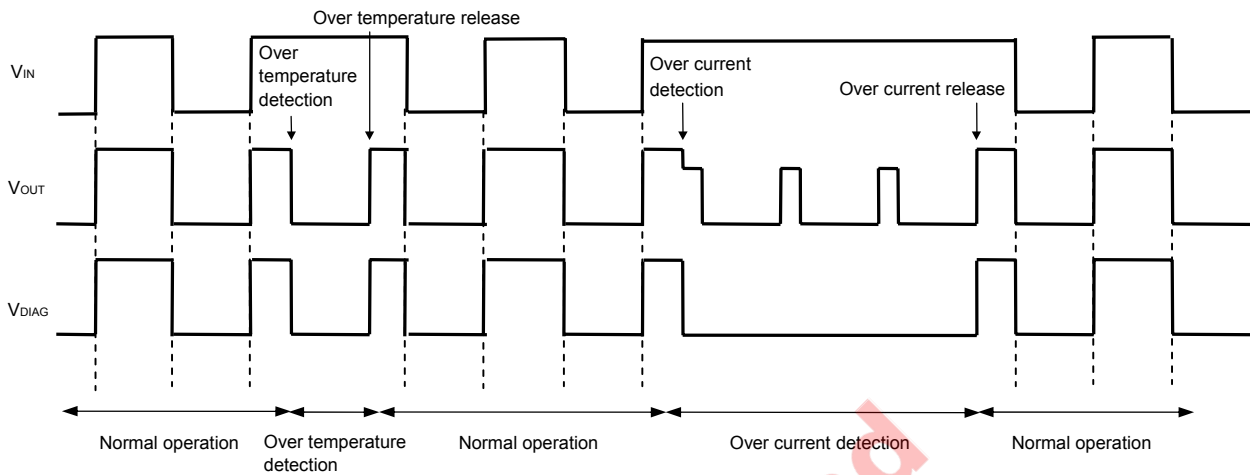 Over temperature release
VIN
Over
temperature
detection
Over current
detection
Over current release
VOUT
VDIAG
Normal operation
Over temperature
detection
Normal operation
Over current detection
Normal operation